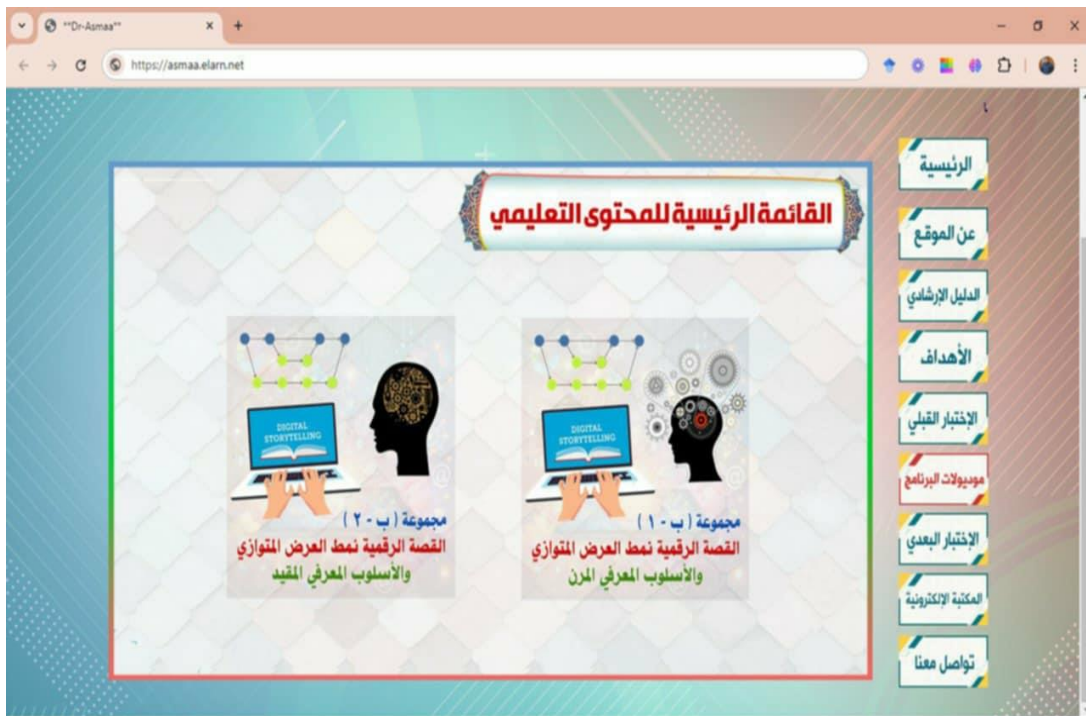 **Dr-Asmaa**
https://asmaa.elarn.net
الرئيسية
عن الموقع
الدليل الإرشادي
الأهداف
الإختبار القبلي
موديولات البرنامج
الإختبار البعدي
المكتبة الإلكترونية
تواصل معنا
القائمة الرئيسية للمحتوى التعليمي
DIGITAL
STORYTELLING
مجموعة ( ب - ١ )
القصة الرقمية نمط العرض المتوازي
والأسلوب المعرفي المرن
DIGITAL
STORYTELLING
مجموعة ( ب - ٢ )
القصة الرقمية نمط العرض المتوازي
والأسلوب المعرفي المقيد